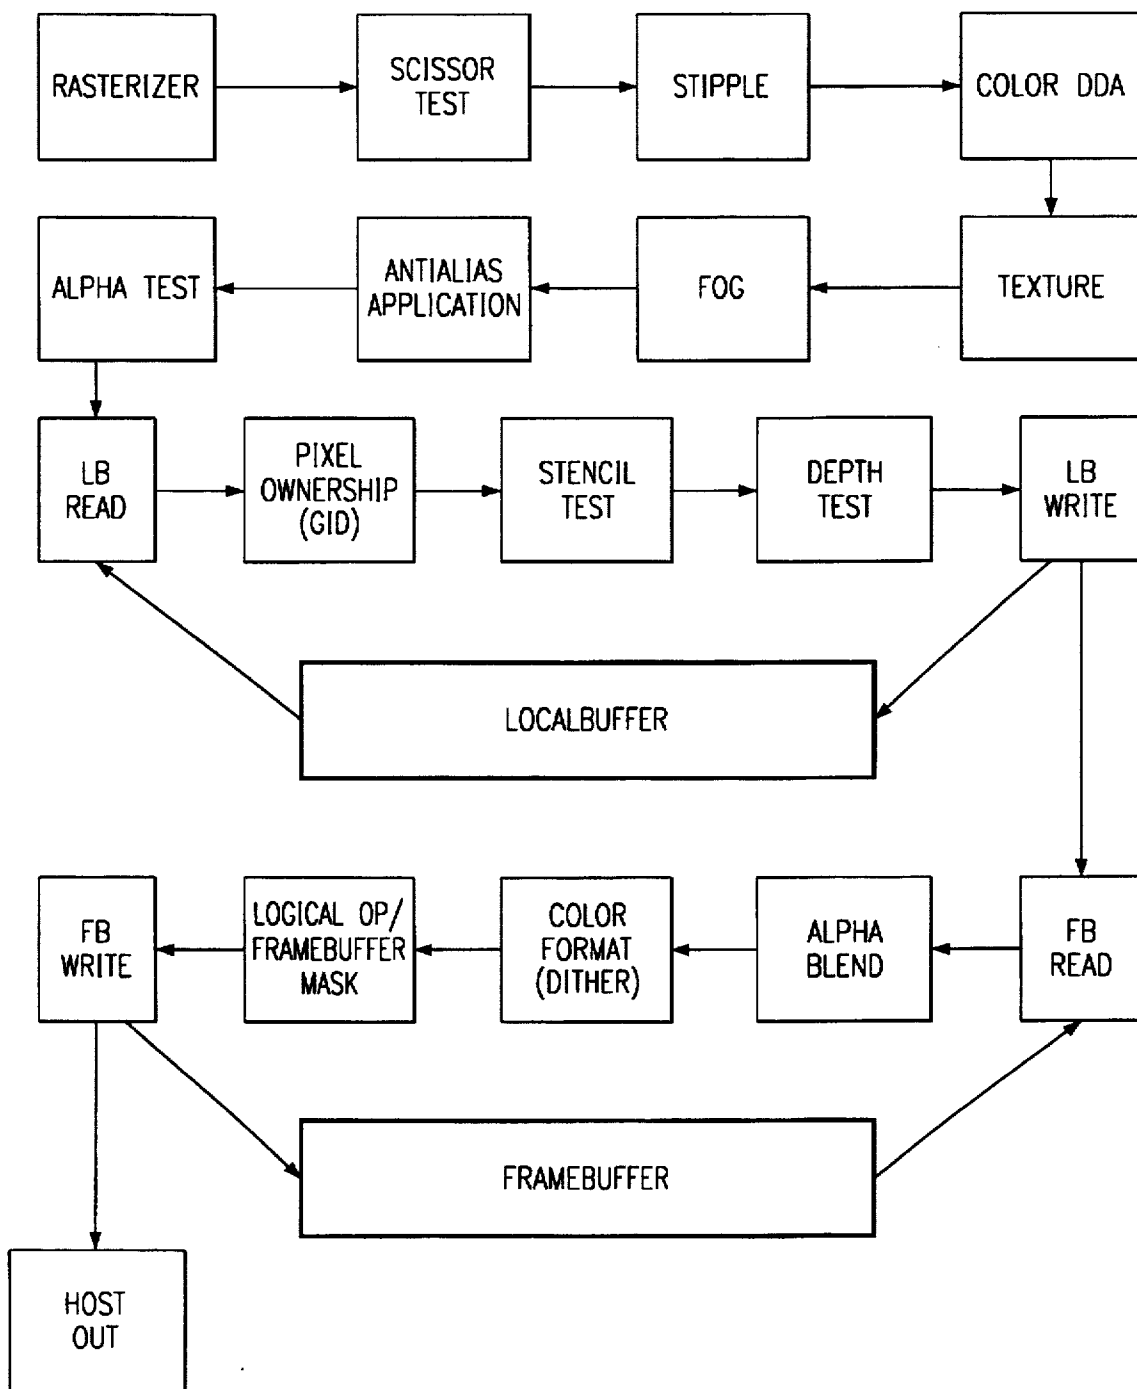 RASTERIZER
SCISSOR
TEST
STIPPLE
COLOR DDA
ALPHA TEST
ANTIALIAS
APPLICATION
FOG
TEXTURE
LB
READ
PIXEL
OWNERSHIP
(GID)
STENCIL
TEST
DEPTH
TEST
LB
WRITE
LOCALBUFFER
FB
WRITE
LOGICAL OP/
FRAMEBUFFER
MASK
COLOR
FORMAT
(DITHER)
ALPHA
BLEND
FB
READ
FRAMEBUFFER
HOST
OUT